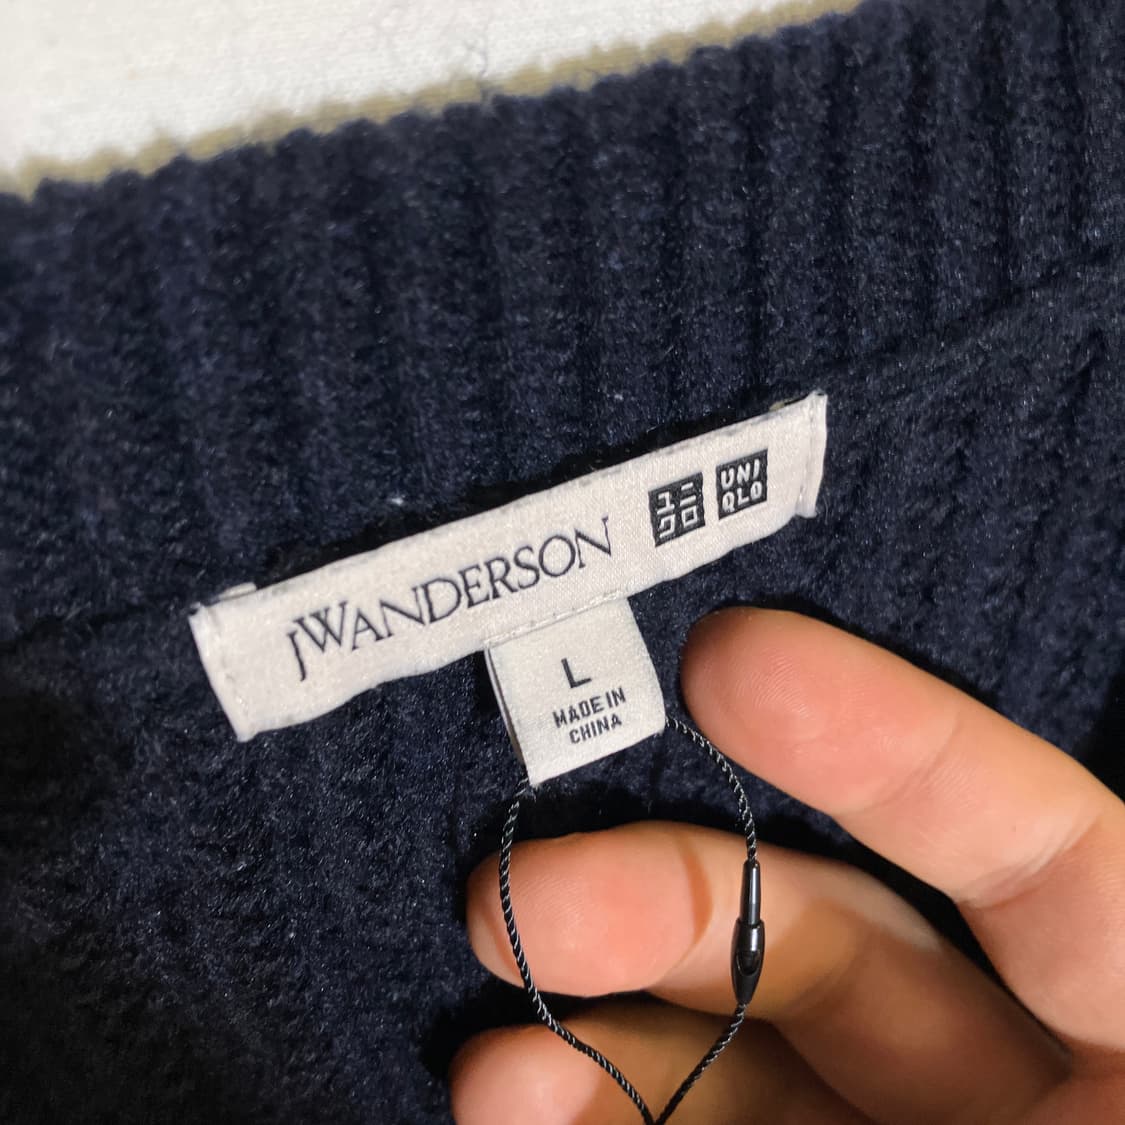 JWANDERSON
ユニ
クロ
UNI
QLO
L
MADE IN
CHINA